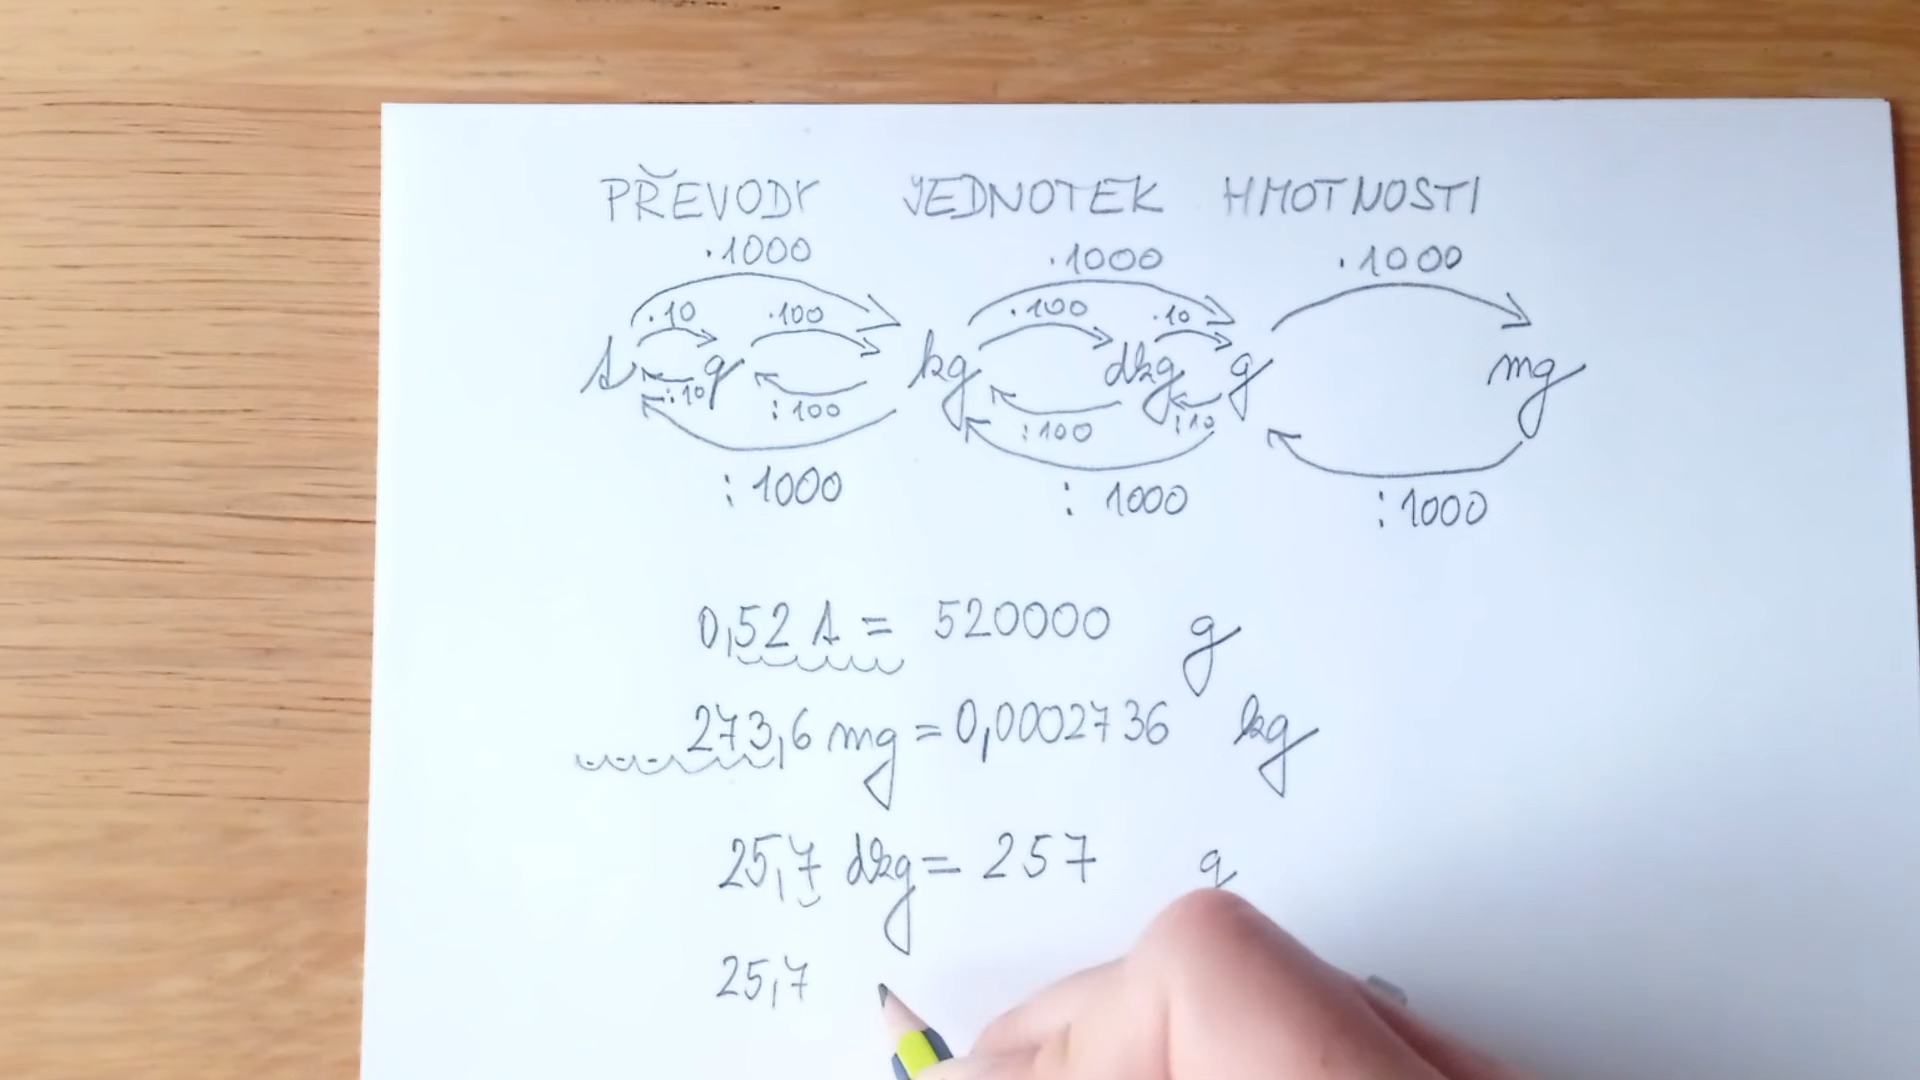 PŘEVODY JEDNOTEK HMOTNOSTI
.1000 .1000 .1000
.10 .100 .100 .10
t q kg dkg g mg
:10 :100 :100 :10
:1000 :1000 :1000
0,52 t = 520000 g
273,6 mg = 0,0002736 kg
25,7 dkg = 257 g
25,7